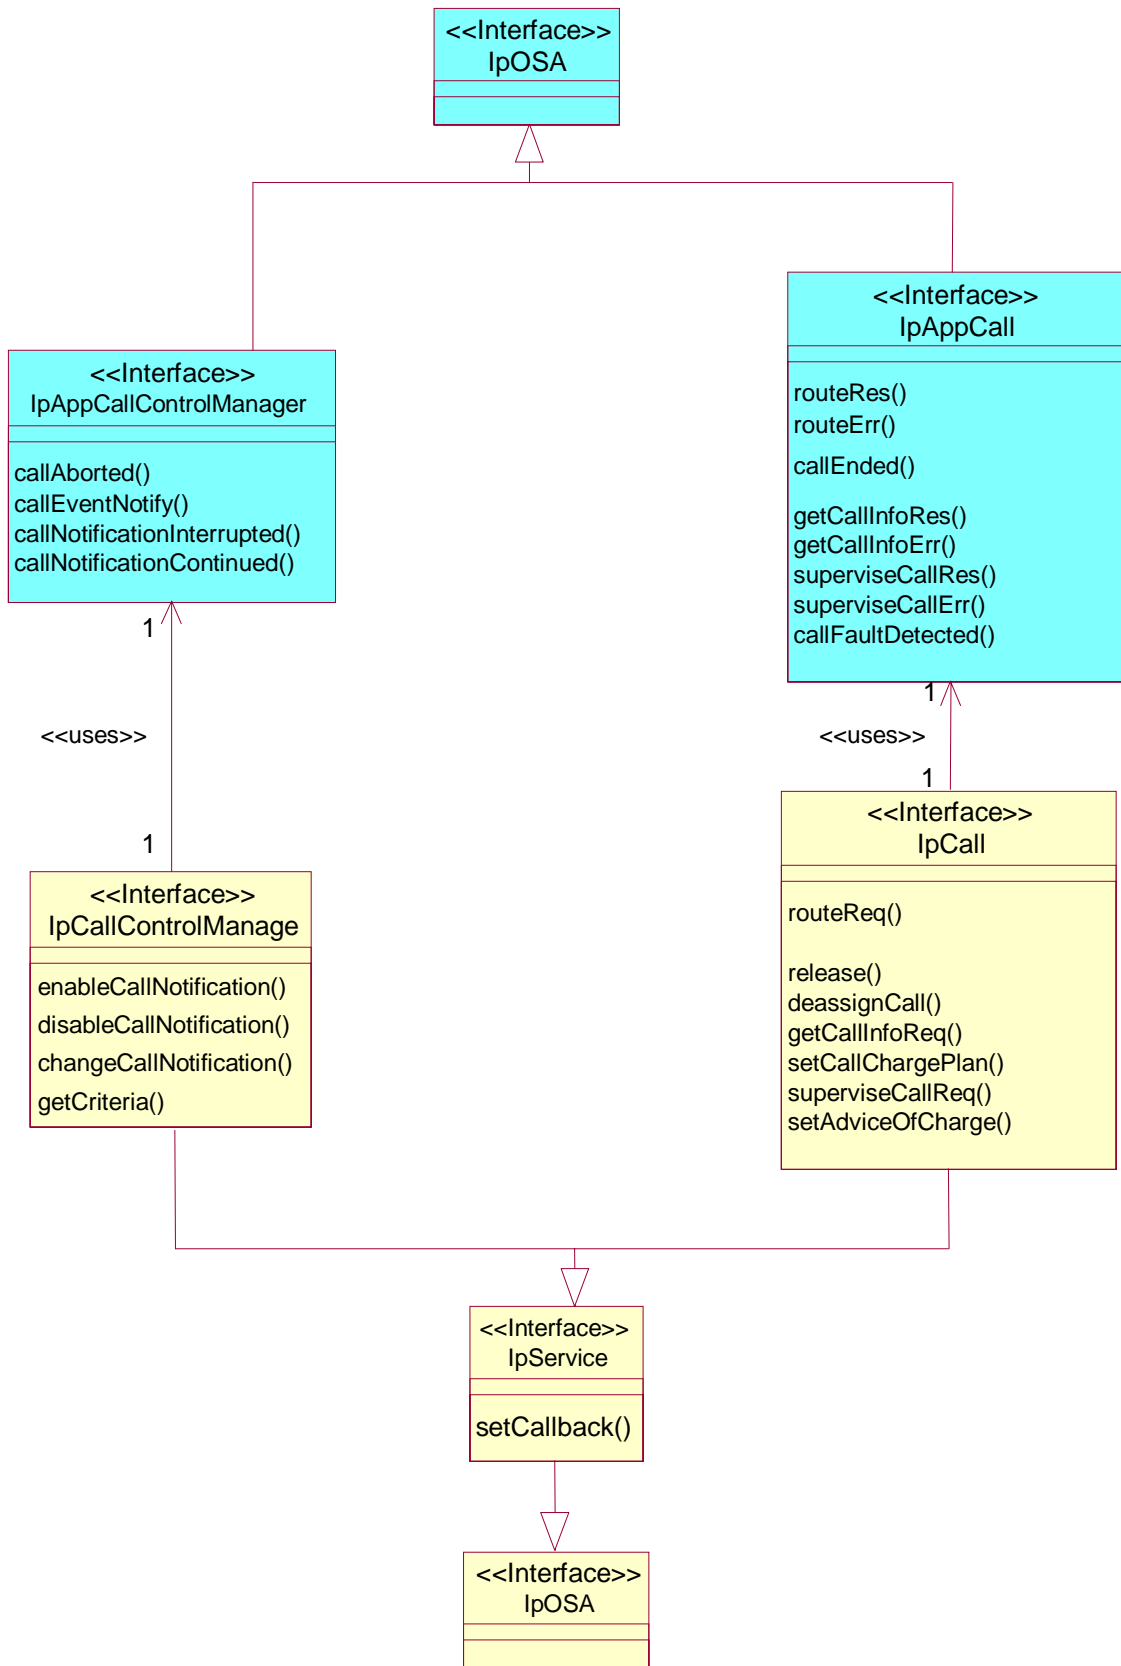 <<Interface>>
IpOSA
<<Interface>>
IpAppCall
routeRes()
routeErr()
callEnded()
getCallInfoRes()
getCallInfoErr()
superviseCallRes()
superviseCallErr()
callFaultDetected()
<<Interface>>
IpAppCallControlManager
callAborted()
callEventNotify()
callNotificationInterrupted()
callNotificationContinued()
1
1
<<uses>>
<<uses>>
1
1
<<Interface>>
IpCall
routeReq()
release()
deassignCall()
getCallInfoReq()
setCallChargePlan()
superviseCallReq()
setAdviceOfCharge()
<<Interface>>
IpCallControlManage
enableCallNotification()
disableCallNotification()
changeCallNotification()
getCriteria()
<<Interface>>
IpService
setCallback()
<<Interface>>
IpOSA